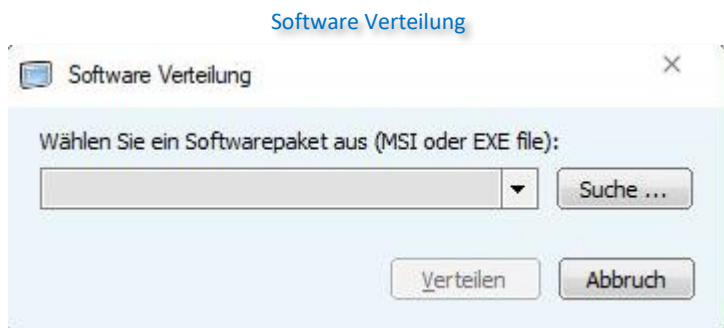 Software Verteilung
Software Verteilung
Wählen Sie ein Softwarepaket aus (MSI oder EXE file):
Suche ...
Verteilen
Abbruch